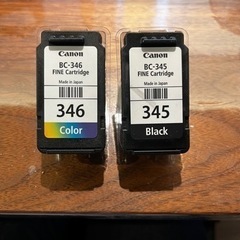 Canon
BC-346
FINE Cartridge
Made in Japan
346
Color
Canon
BC-345
FINE Cartridge
Made in Japan
345
Black